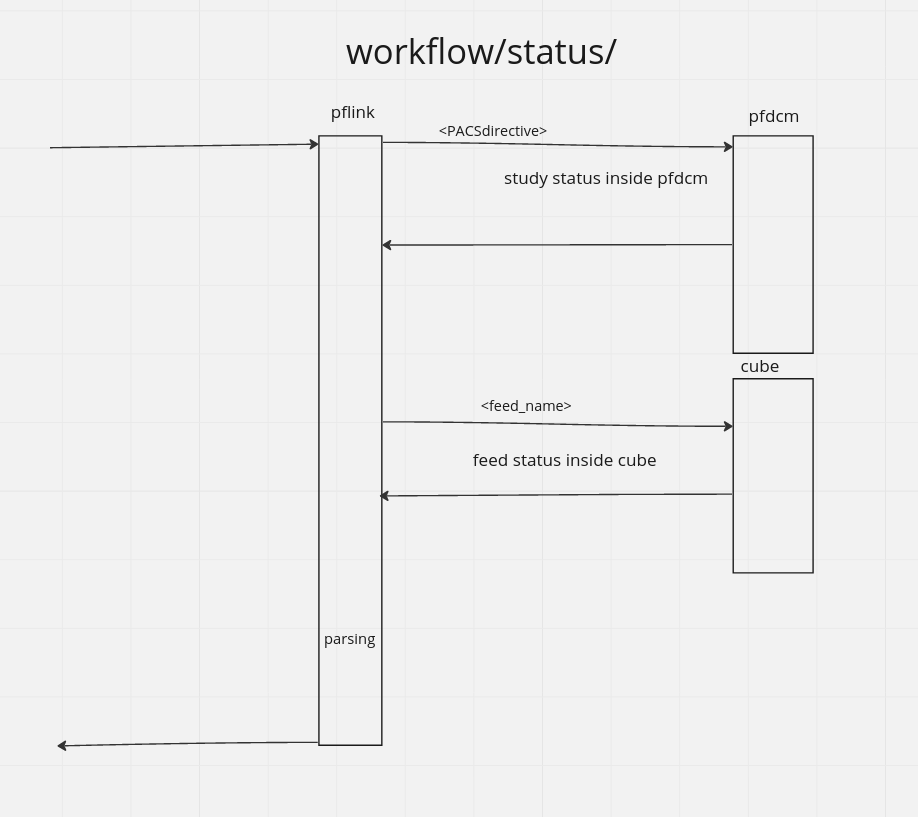 workflow/status/
pflink
pfdcm
<PACSdirective>
study status inside pfdcm
cube
<feed_name>
feed status inside cube
parsing